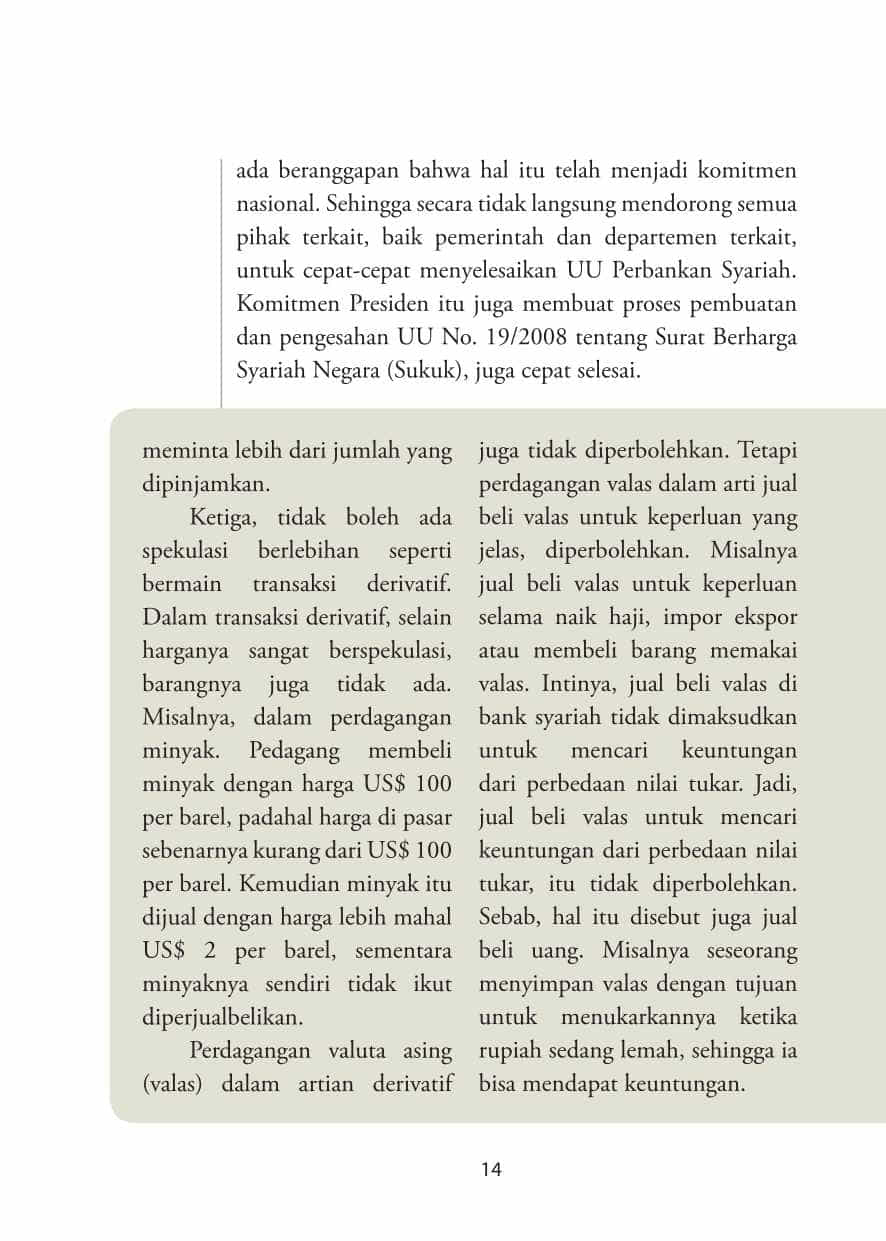 ada beranggapan bahwa hal itu telah menjadi komitmen
nasional. Sehingga secara tidak langsung mendorong semua
pihak terkait, baik pemerintah dan departemen terkait,
untuk cepat-cepat menyelesaikan UU Perbankan Syariah.
Komitmen Presiden itu juga membuat proses pembuatan
dan pengesahan UU No. 19/2008 tentang Surat Berharga
Syariah Negara (Sukuk), juga cepat selesai.
meminta lebih dari jumlah yang
dipinjamkan.
Ketiga, tidak boleh ada
spekulasi berlebihan seperti
bermain transaksi derivatif.
Dalam transaksi derivatif, selain
harganya sangat berspekulasi,
barangnya juga tidak ada.
Misalnya, dalam perdagangan
minyak. Pedagang membeli
minyak dengan harga US$ 100
per barel, padahal harga di pasar
sebenarnya kurang dari US$ 100
per barel. Kemudian minyak itu
dijual dengan harga lebih mahal
US$ 2 per barel, sementara
minyaknya sendiri tidak ikut
diperjualbelikan.
Perdagangan valuta asing
(valas) dalam artian derivatif
juga tidak diperbolehkan. Tetapi
perdagangan valas dalam arti jual
beli valas untuk keperluan yang
jelas, diperbolehkan. Misalnya
jual beli valas untuk keperluan
selama naik haji, impor ekspor
atau membeli barang memakai
valas. Intinya, jual beli valas di
bank syariah tidak dimaksudkan
untuk mencari keuntungan
dari perbedaan nilai tukar. Jadi,
jual beli valas untuk mencari
keuntungan dari perbedaan nilai
tukar, itu tidak diperbolehkan.
Sebab, hal itu disebut juga jual
beli uang. Misalnya seseorang
menyimpan valas dengan tujuan
untuk menukarkannya ketika
rupiah sedang lemah, sehingga ia
bisa mendapat keuntungan.
14